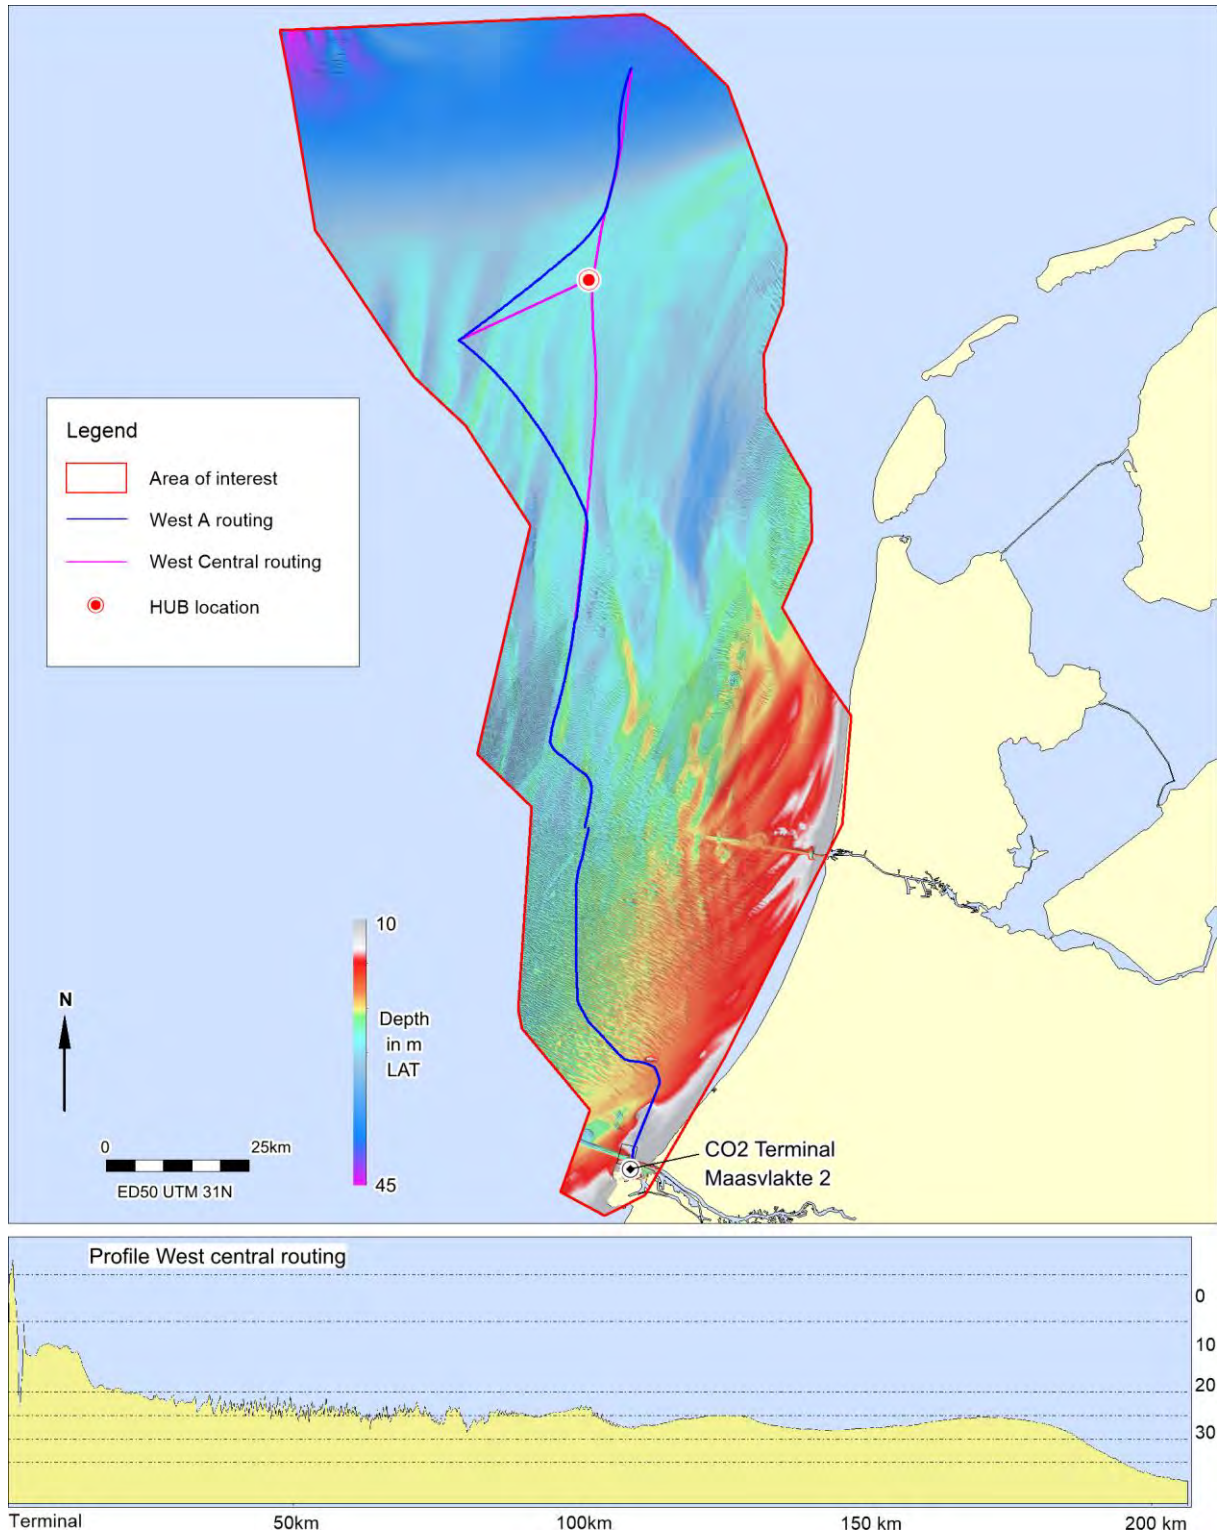 Legend
Area of interest
West A routing
West Central routing
HUB location
10
Depth
in m
LAT
45
N
0 25km
ED50 UTM 31N
CO2 Terminal
Maasvlakte 2
Profile West central routing
0
10
20
30
Terminal 50km 100km 150 km 200 km